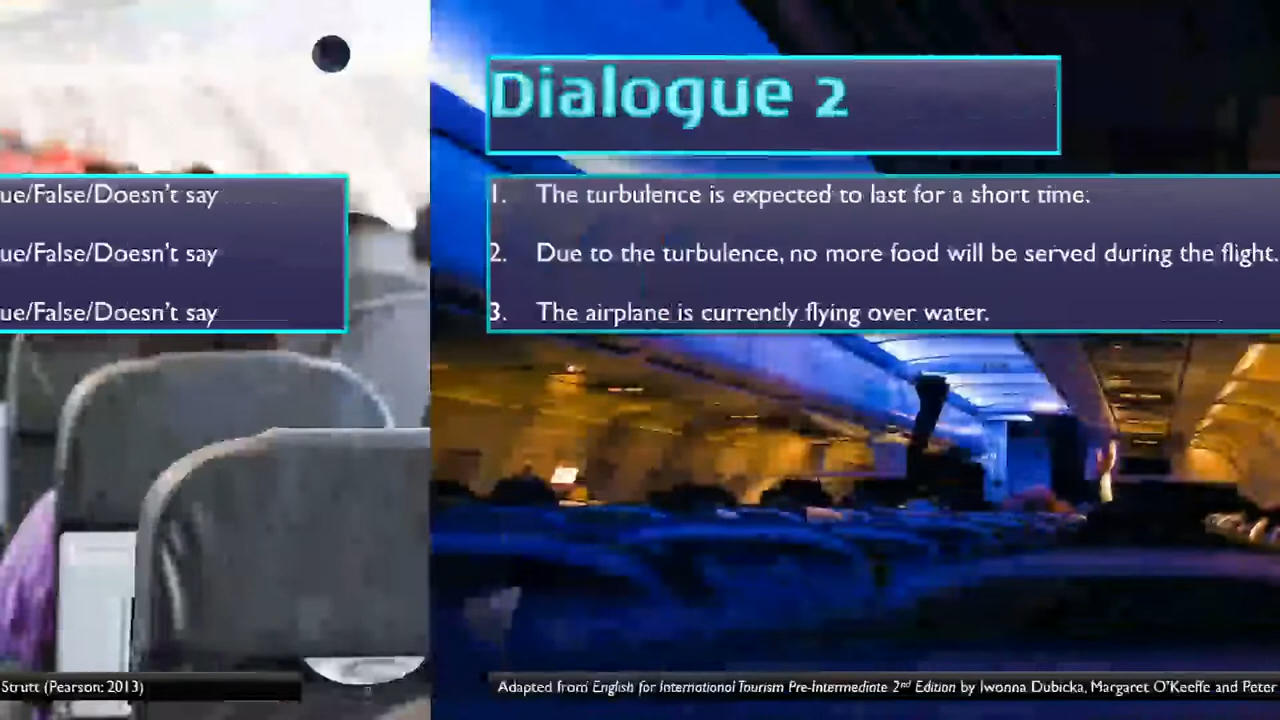 ue/False/Doesn't say
ue/False/Doesn't say
ue/False/Doesn't say
Strutt (Pearson: 2013)
Dialogue 2
1. The turbulence is expected to last for a short time.
2. Due to the turbulence, no more food will be served during the flight.
3. The airplane is currently flying over water.
Adapted from English for International Tourism Pre-Intermediate 2nd Edition by Iwonna Dubicka, Margaret O'Keeffe and Peter